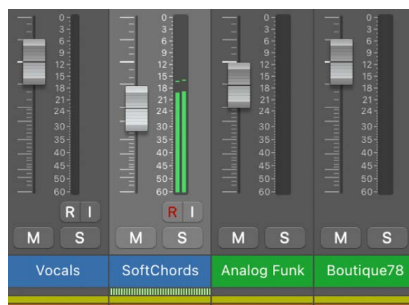 0 0 0 0
3 3 3 3
6 6 6 6
9 9 9 9
12 12 12 12
15 15 15 15
18 18 18 18
21 21 21 21
24 24 24 24
30 30 30 30
35 35 35 35
40 40 40 40
45 45 45 45
50 50 50 50
60 60 60 60
R I R I
M S M S M S M S
Vocals SoftChords Analog Funk Boutique78